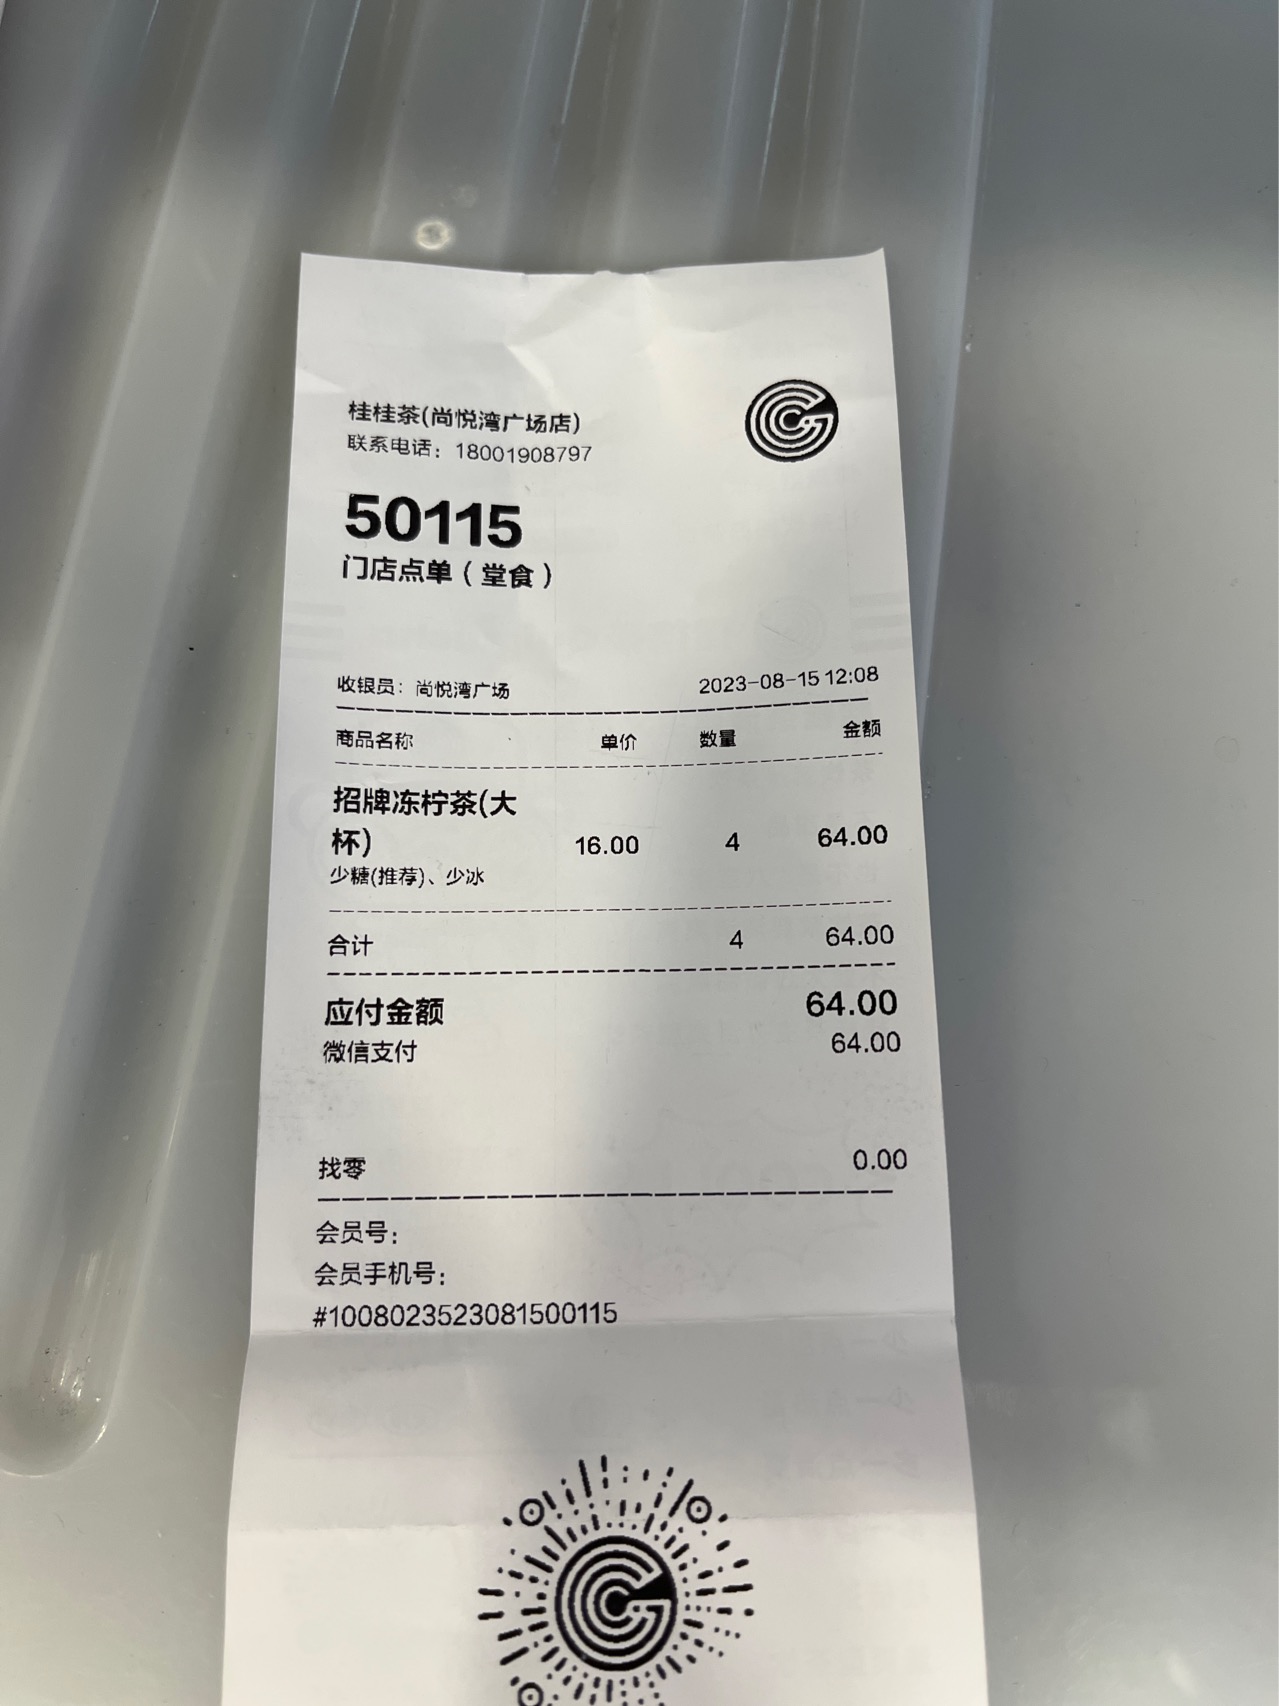 桂桂茶(尚悦湾广场店)
联系电话：18001908797
50115
门店点单（堂食）
收银员：尚悦湾广场 2023-08-15 12:08
商品名称 单价 数量 金额
招牌冻柠茶(大
杯) 16.00 4 64.00
少糖(推荐)、少冰
合计 4 64.00
应付金额 64.00
微信支付 64.00
找零 0.00
会员号：
会员手机号：
#1008023523081500115